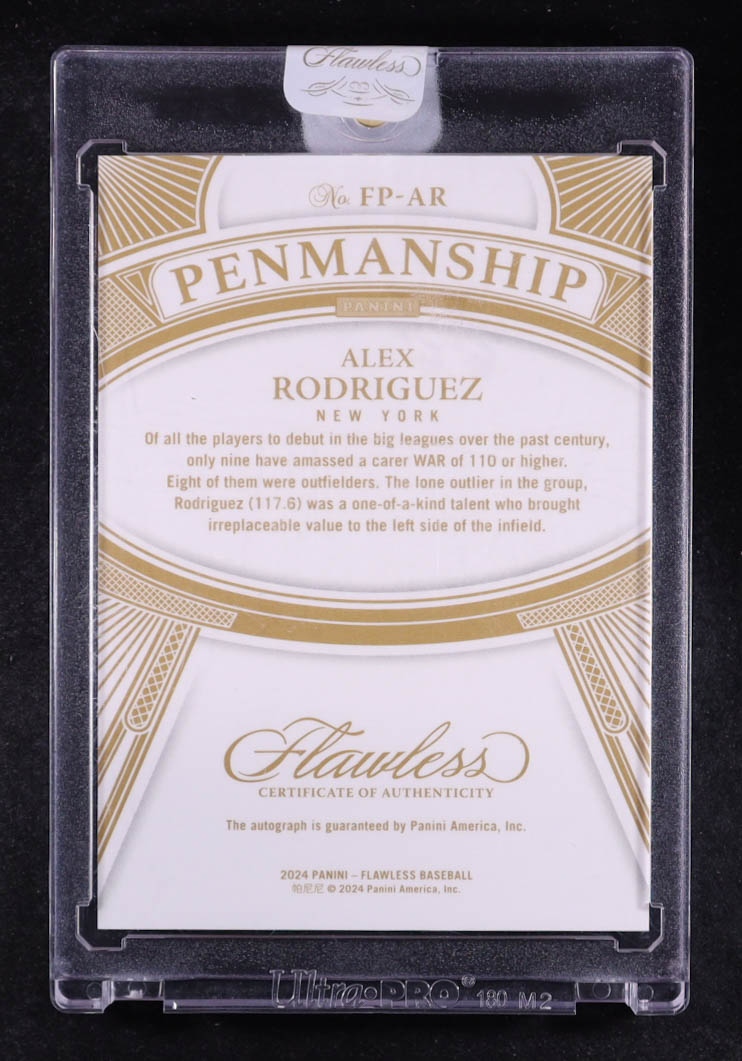 Flawless
No. FP-AR
PENMANSHIP
PANINI
ALEX
RODRIGUEZ
NEW YORK
Of all the players to debut in the big leagues over the past century,
only nine have amassed a carer WAR of 110 or higher.
Eight of them were outfielders. The lone outlier in the group,
Rodriguez (117.6) was a one-of-a-kind talent who brought
irreplaceable value to the left side of the infield.
Flawless
CERTIFICATE OF AUTHENTICITY
The autograph is guaranteed by Panini America, Inc.
2024 PANINI – FLAWLESS BASEBALL
帕尼尼 © 2024 Panini America, Inc.
Ultra•PRO® 180 M2